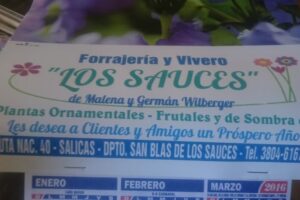 Forrajería y Vivero
"LOS SAUCES"
de Malena y Germán Wilberger
Plantas Ornamentales - Frutales y de Sombra
Les desea a Clientes y Amigos un Próspero Año
UTA NAC. 40 - SALICAS - DPTO. SAN BLAS DE LOS SAUCES - Tel. 3804-616
ENERO FEBRERO MARZO 2016